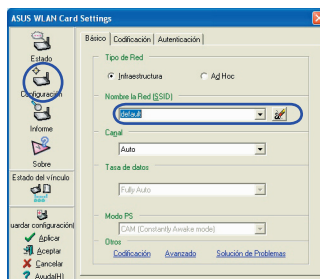 ASUS WLAN Card Settings
Básico
Codificación
Autenticación
Estado
Configuración
Informe
Sobre
Estado del vínculo
uardar configuración)
Aplicar
Aceptar
Cancelar
Ayuda(H)
Tipo de Red
Infraestructura
Ad Hoc
Nombre la Red (SSID)
default
Canal
Auto
Tasa de datos
Fully Auto
Modo PS
CAM (Constantly Awake mode)
Otros
Codificación
Avanzado
Solución de Problemas